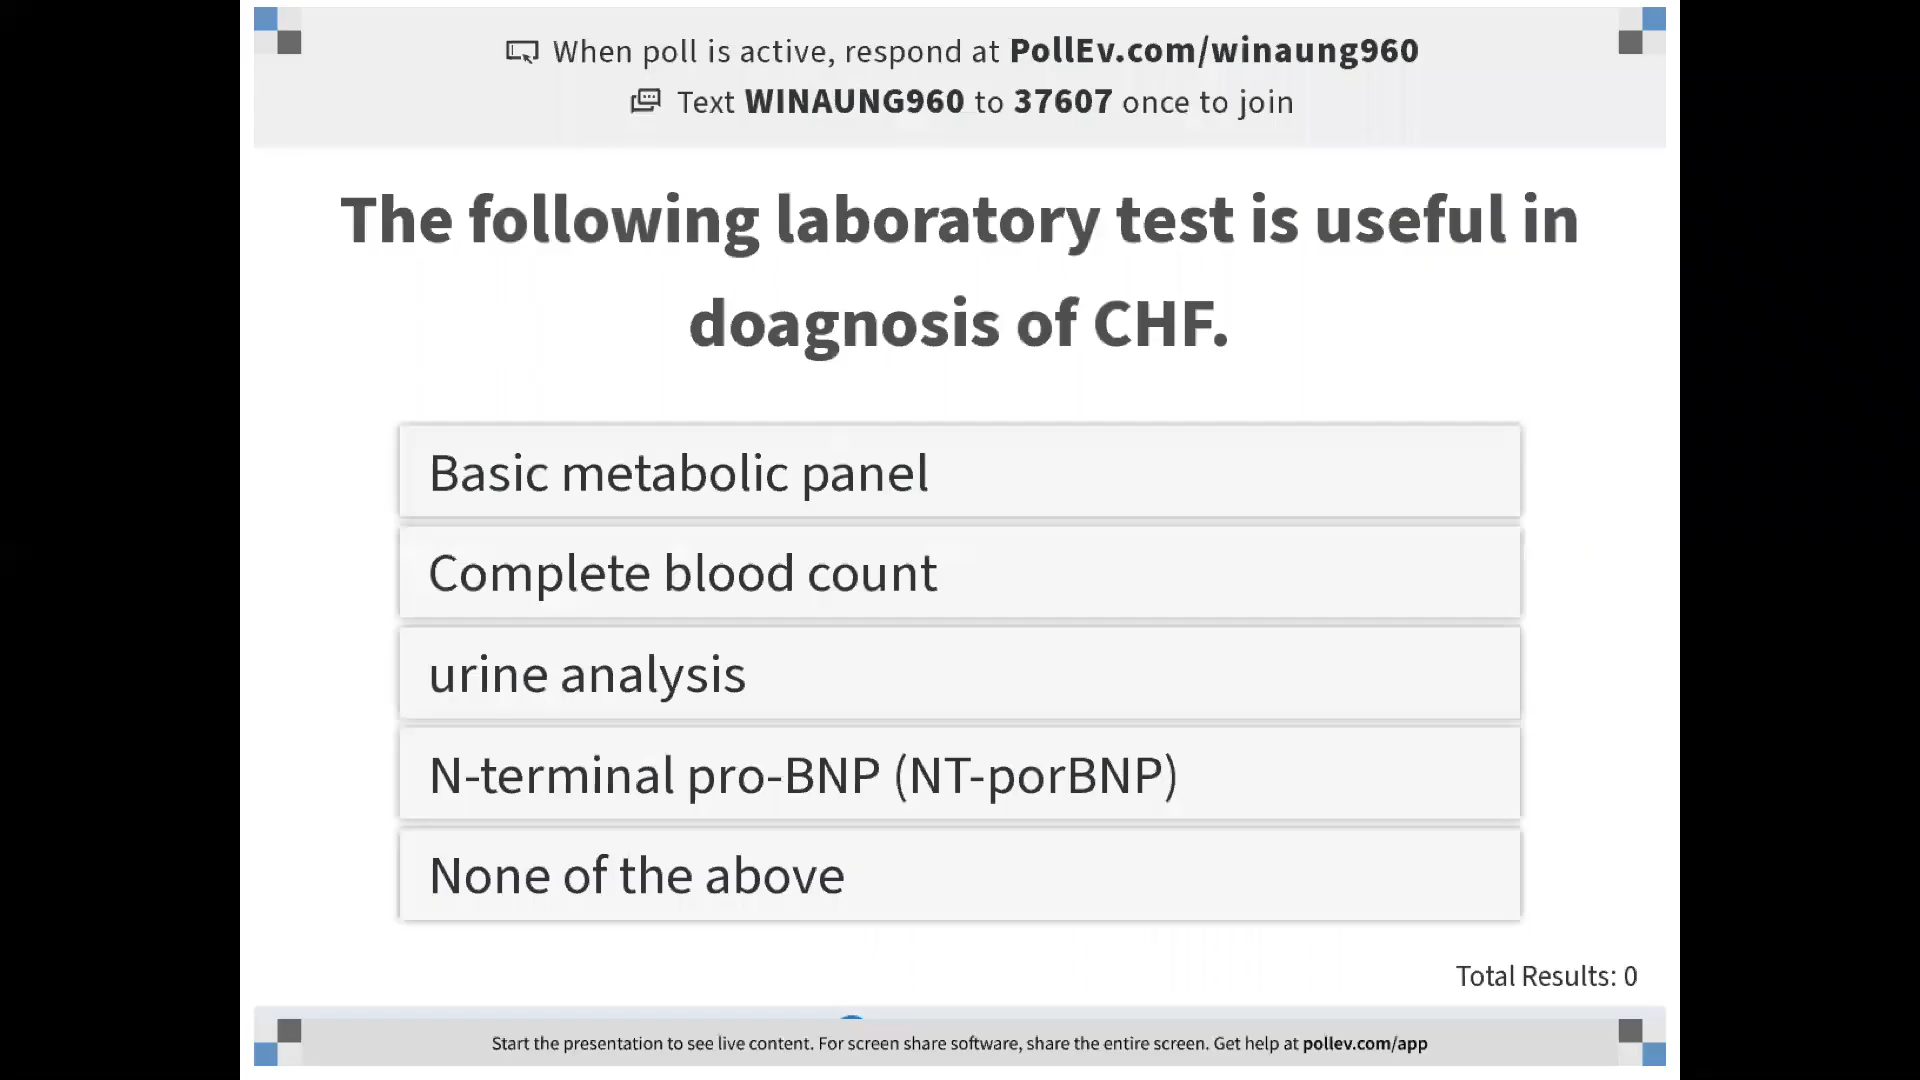 When poll is active, respond at PollEv.com/winaung960
Text WINAUNG960 to 37607 once to join
The following laboratory test is useful in
doagnosis of CHF.
Basic metabolic panel
Complete blood count
urine analysis
N-terminal pro-BNP (NT-porBNP)
None of the above
Total Results: 0
Start the presentation to see live content. For screen share software, share the entire screen. Get help at pollev.com/app